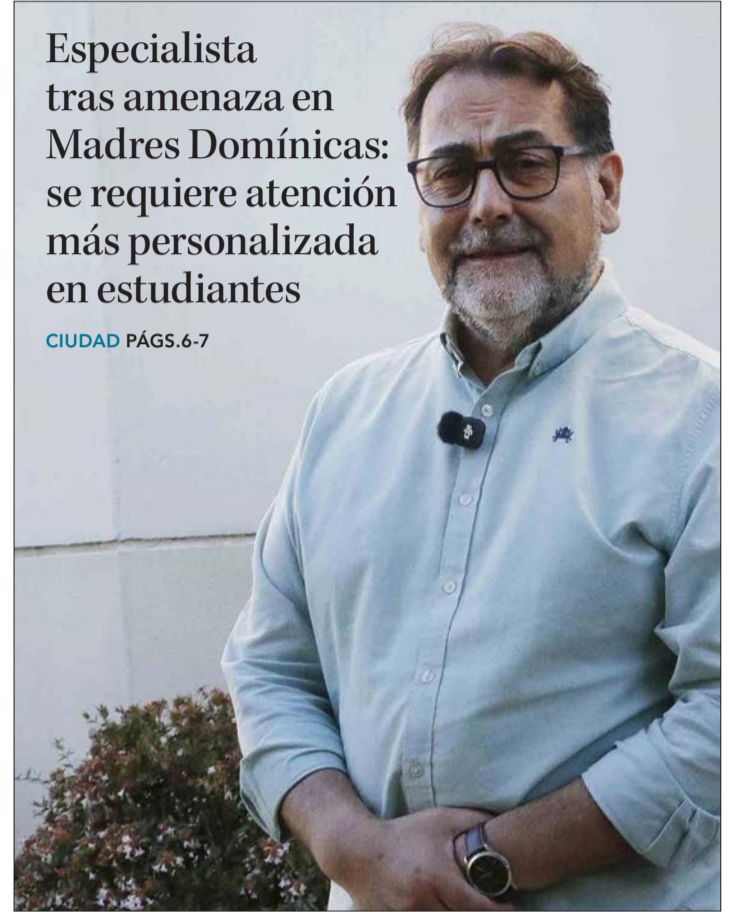 Especialista
tras amenaza en
Madres Domínicas:
se requiere atención
más personalizada
en estudiantes
CIUDAD PÁGS.6-7